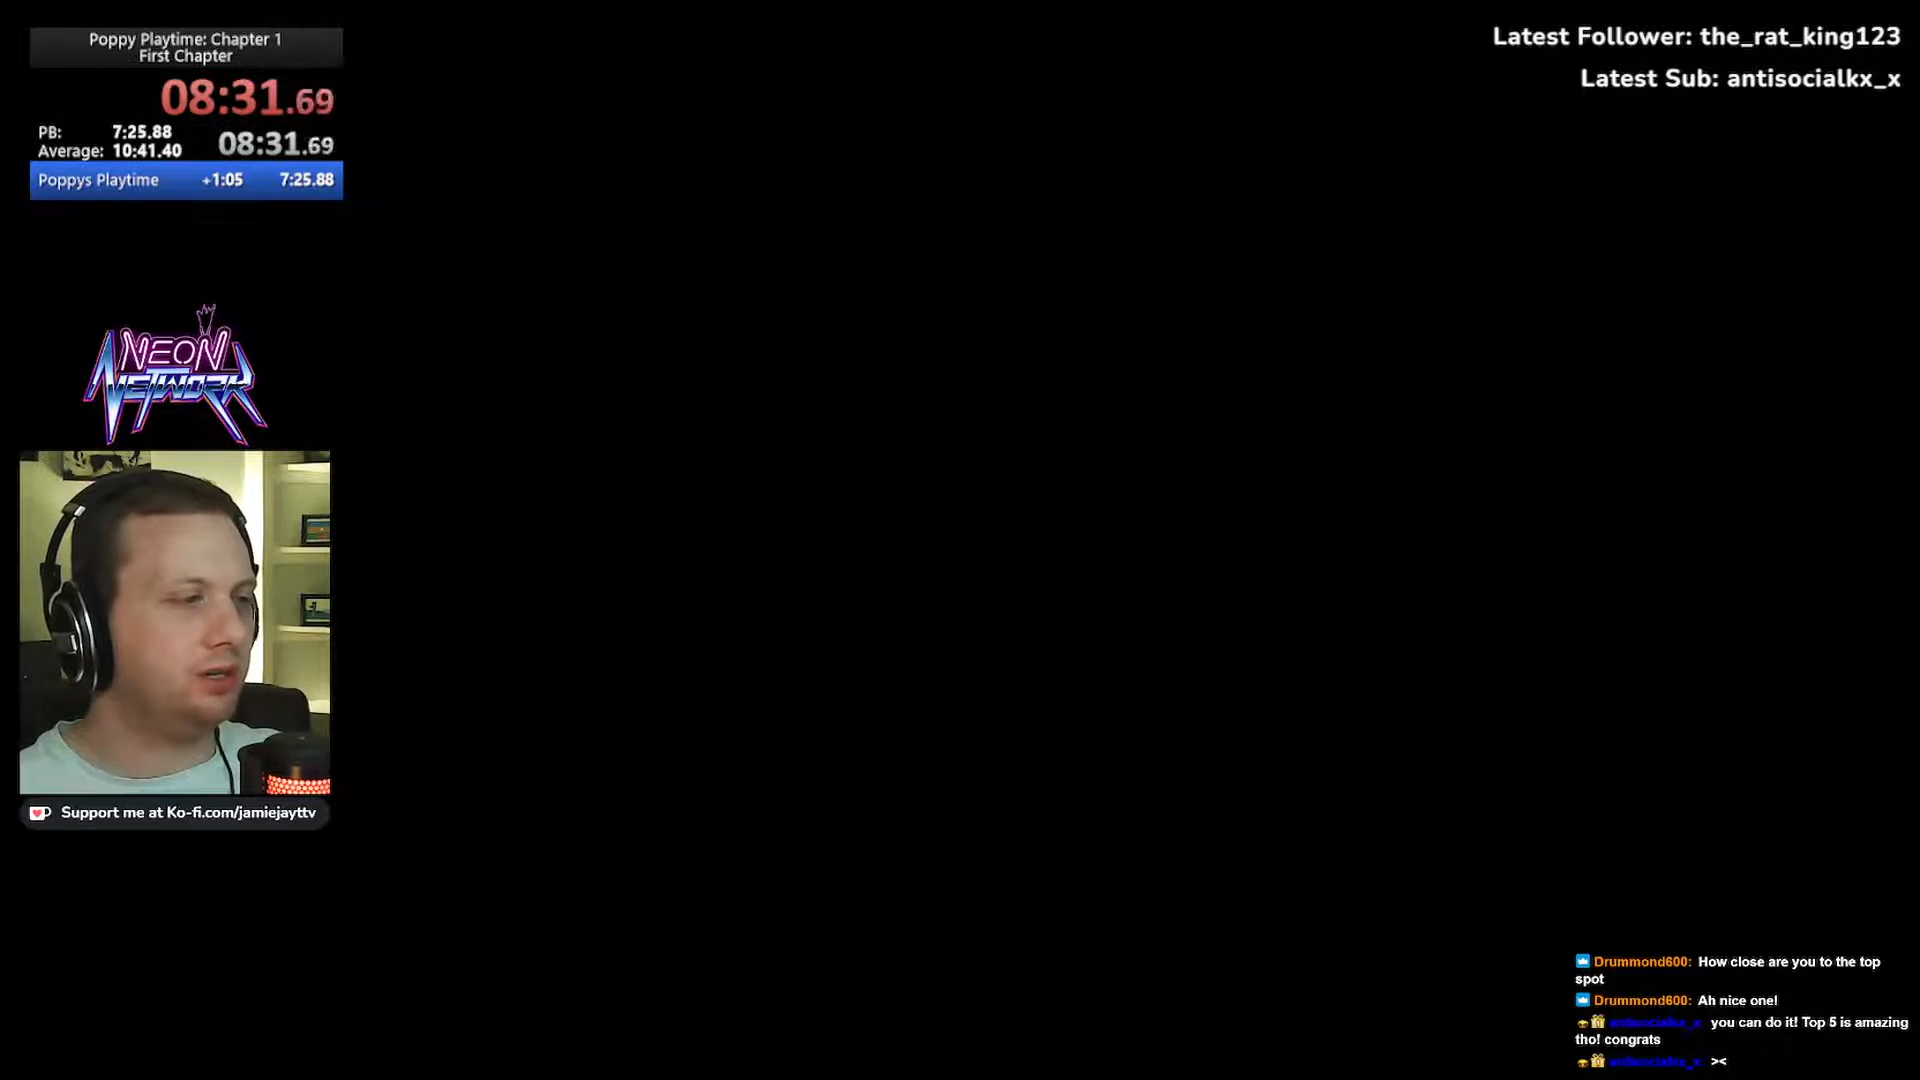 Poppy Playtime: Chapter 1
First Chapter
08:31.69
PB: 7:25.88
Average: 10:41.40
08:31.69
Poppys Playtime +1:05 7:25.88
NEON
NETWORK
Support me at Ko-fi.com/jamiejayttv
Latest Follower: the_rat_king123
Latest Sub: antisocialkx_x
Drummond600: How close are you to the top
spot
Drummond600: Ah nice one!
antisocialkx_x: you can do it! Top 5 is amazing
tho! congrats
antisocialkx_x: ><